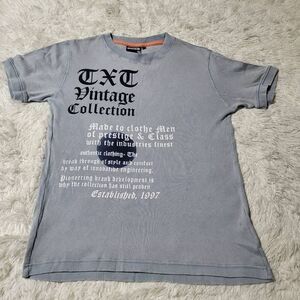 TXT
Vintage
Collection
Made to clothe Men
of prestige & Class
with the industries finest
authentic clothing- The
break through of style and comfort
by way of innovative engineering.
Pioneering brand development is
why the collection has still proven
Established, 1997